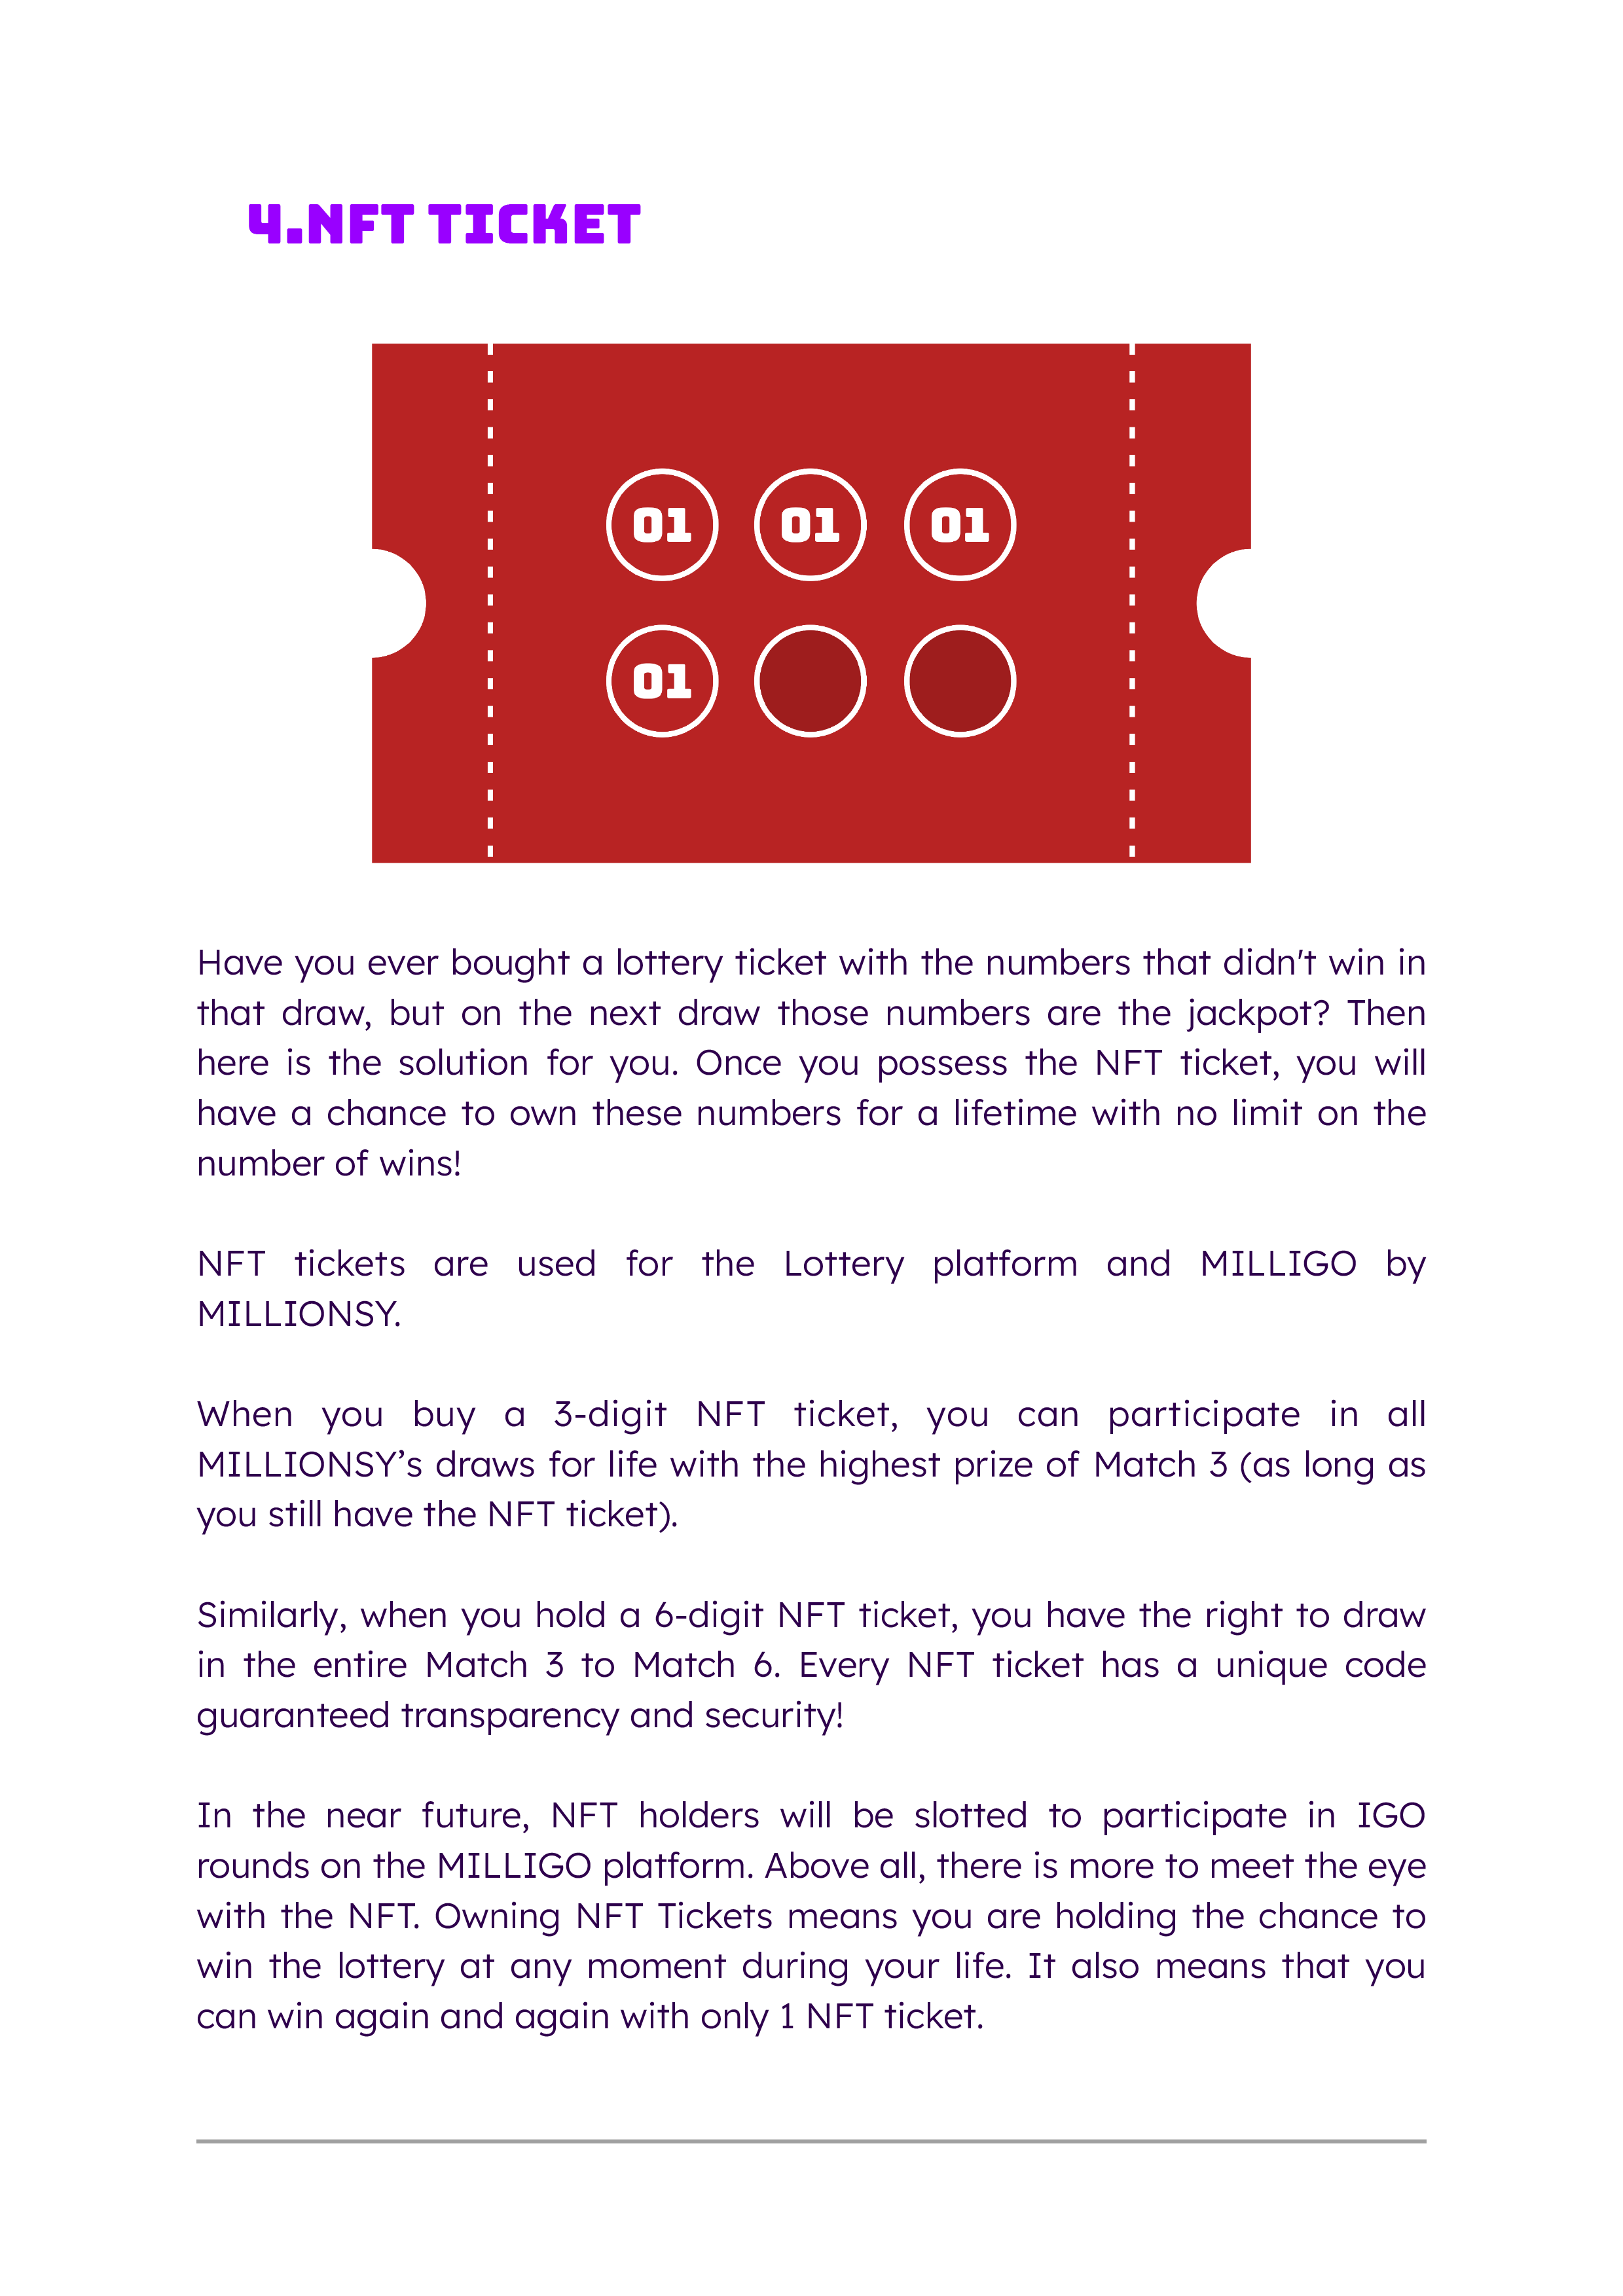 4.NFT TICKET
01 01 01
01
Have you ever bought a lottery ticket with the numbers that didn't win in
that draw, but on the next draw those numbers are the jackpot? Then
here is the solution for you. Once you possess the NFT ticket, you will
have a chance to own these numbers for a lifetime with no limit on the
number of wins!
NFT tickets are used for the Lottery platform and MILLIGO by
MILLIONSY.
When you buy a 3-digit NFT ticket, you can participate in all
MILLIONSY’s draws for life with the highest prize of Match 3 (as long as
you still have the NFT ticket).
Similarly, when you hold a 6-digit NFT ticket, you have the right to draw
in the entire Match 3 to Match 6. Every NFT ticket has a unique code
guaranteed transparency and security!
In the near future, NFT holders will be slotted to participate in IGO
rounds on the MILLIGO platform. Above all, there is more to meet the eye
with the NFT. Owning NFT Tickets means you are holding the chance to
win the lottery at any moment during your life. It also means that you
can win again and again with only 1 NFT ticket.